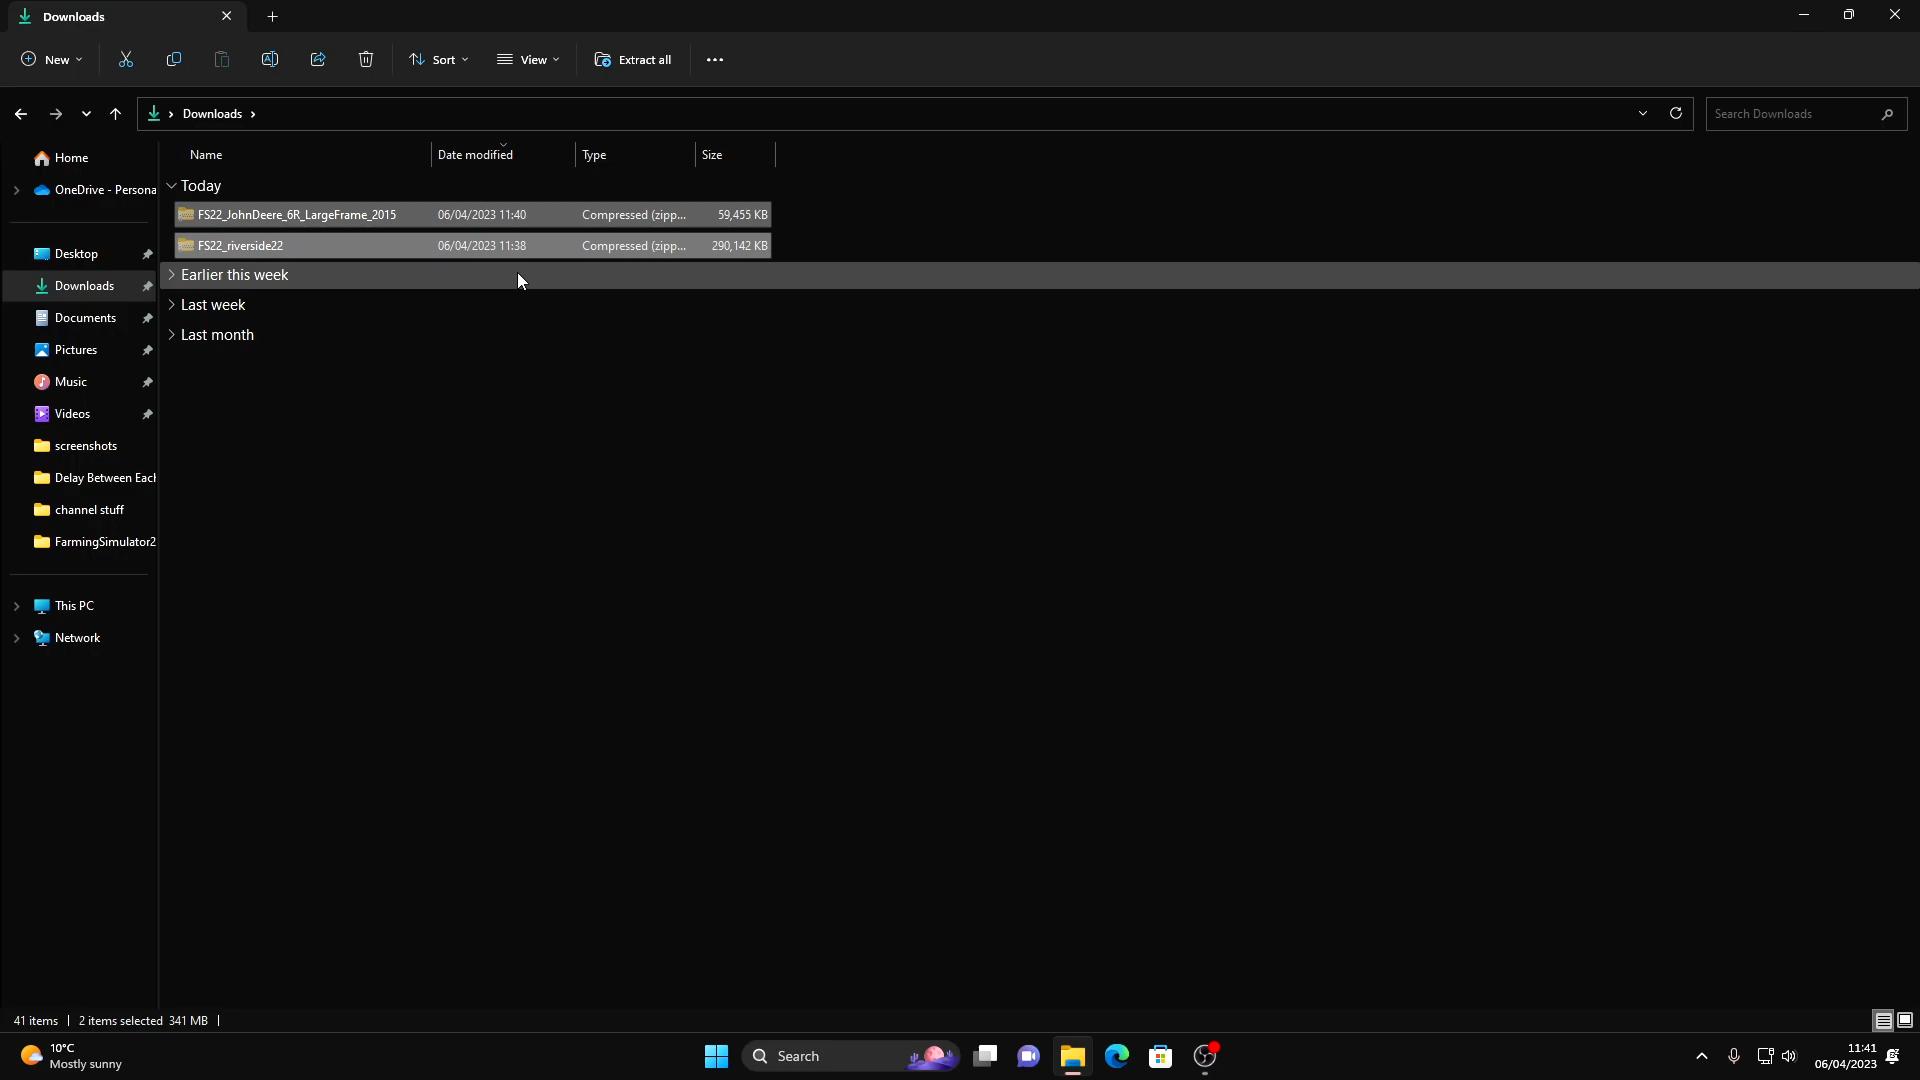 Downloads
New
Sort
View
Extract all
Downloads
Search Downloads
Name
Date modified
Type
Size
Home
OneDrive - Persona
Today
FS22_JohnDeere_6R_LargeFrame_2015 06/04/2023 11:40 Compressed (zipp... 59,455 KB
FS22_riverside22 06/04/2023 11:38 Compressed (zipp... 290,142 KB
Desktop
Earlier this week
Downloads
Last week
Documents
Last month
Pictures
Music
Videos
screenshots
Delay Between Each
channel stuff
FarmingSimulator2
This PC
Network
41 items 2 items selected 341 MB
10°C
Mostly sunny
Search
11:41
06/04/2023